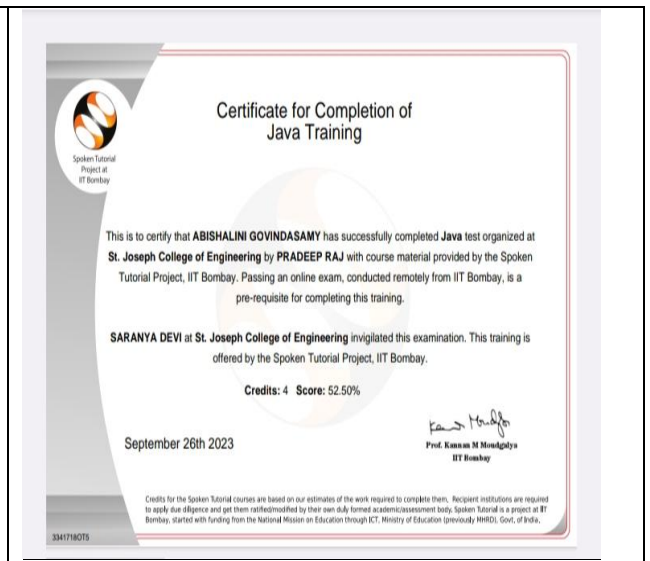 Spoken Tutorial
Project at
IIT Bombay
Certificate for Completion of
Java Training
This is to certify that ABISHALINI GOVINDASAMY has successfully completed Java test organized at
St. Joseph College of Engineering by PRADEEP RAJ with course material provided by the Spoken
Tutorial Project, IIT Bombay. Passing an online exam, conducted remotely from IIT Bombay, is a
pre-requisite for completing this training.
SARANYA DEVI at St. Joseph College of Engineering invigilated this examination. This training is
offered by the Spoken Tutorial Project, IIT Bombay.
Credits: 4 Score: 52.50%
September 26th 2023
Prof. Kannan M Moudgalya
IIT Bombay
Credits for the Spoken Tutorial courses are based on our estimates of the work required to complete them, Recipient institutions are required
to apply due diligence and get them ratified/modified by their own duly formed academic/assessment body. Spoken Tutorial is a project at IIT
Bombay, started with funding from the National Mission on Education through ICT, Ministry of Education (previously MHRD), Govt, of India,
3341718OT5